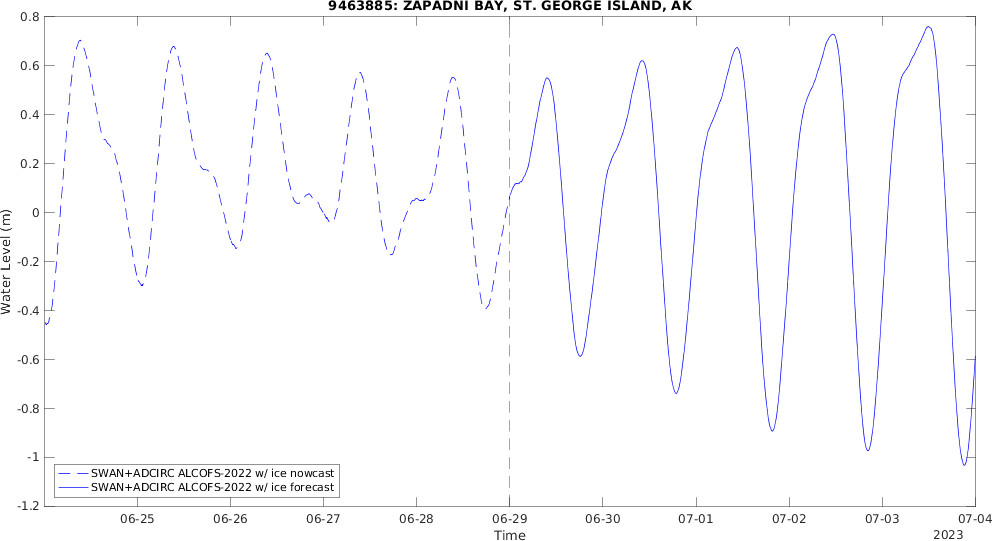 9463885: ZAPADNI BAY, ST. GEORGE ISLAND, AK
0.8
0.6
0.4
0.2
0
-0.2
-0.4
-0.6
-0.8
-1
-1.2
Water Level (m)
SWAN+ADCIRC ALCOFS-2022 w/ ice nowcast
SWAN+ADCIRC ALCOFS-2022 w/ ice forecast
06-25 06-26 06-27 06-28 06-29 06-30 07-01 07-02 07-03 07-04
Time
2023